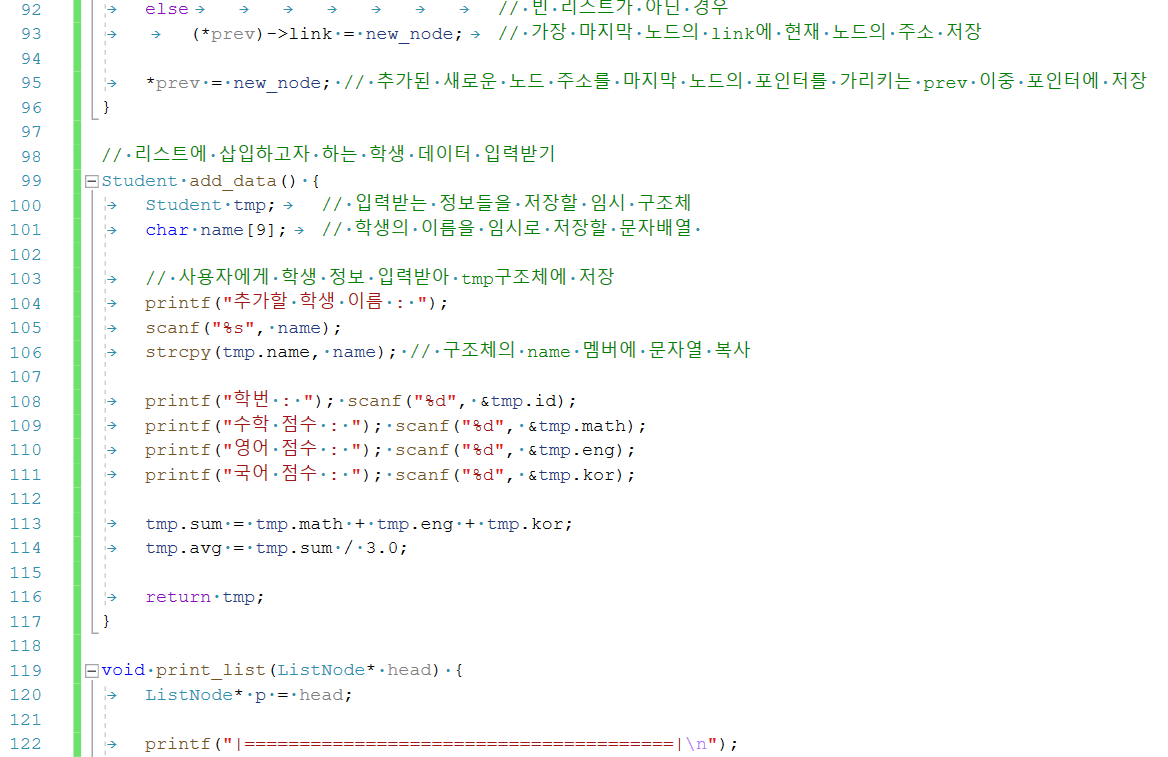 92 else // 빈 리스트가 아닌 경우
93 (*prev)->link = new_node; // 가장 마지막 노드의 link에 현재 노드의 주소 저장
94
95 *prev = new_node; // 추가된 새로운 노드 주소를 마지막 노드의 포인터를 가리키는 prev 이중 포인터에 저장
96 }
97
98 // 리스트에 삽입하고자 하는 학생 데이터 입력받기
99 Student add_data() {
100 Student tmp; // 입력받는 정보들을 저장할 임시 구조체
101 char name[9]; // 학생의 이름을 임시로 저장할 문자배열
102
103 // 사용자에게 학생 정보 입력받아 tmp구조체에 저장
104 printf("추가할 학생 이름 : ");
105 scanf("%s", name);
106 strcpy(tmp.name, name); // 구조체의 name 멤버에 문자열 복사
107
108 printf("학번 : "); scanf("%d", &tmp.id);
109 printf("수학 점수 : "); scanf("%d", &tmp.math);
110 printf("영어 점수 : "); scanf("%d", &tmp.eng);
111 printf("국어 점수 : "); scanf("%d", &tmp.kor);
112
113 tmp.sum = tmp.math + tmp.eng + tmp.kor;
114 tmp.avg = tmp.sum / 3.0;
115
116 return tmp;
117 }
118
119 void print_list(ListNode* head) {
120 ListNode* p = head;
121
122 printf("|=======================================|\n");